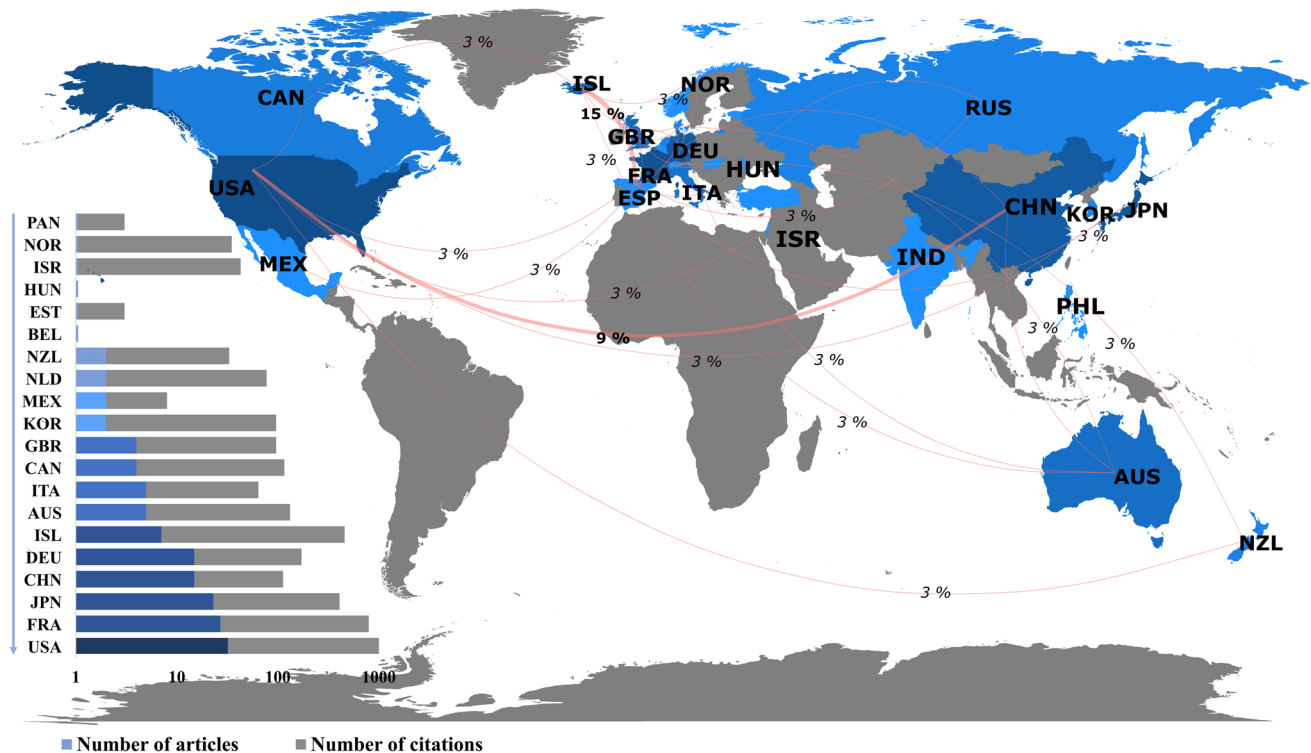 3 %
ISL
NOR
CAN
3 %
RUS
15 %
GBR
DEU
3 %
HUN
FRA
USA
ITA
ESP
CHN
KOR
JPN
3 %
ISR
3 %
3 %
IND
MEX
3 %
3 %
PHL
3 %
3 %
9 %
3 %
3 %
3 %
AUS
NZL
3 %
PAN
NOR
ISR
HUN
EST
BEL
NZL
NLD
MEX
KOR
GBR
CAN
ITA
AUS
ISL
DEU
CHN
JPN
FRA
USA
1 10 100 1000
Number of articles Number of citations